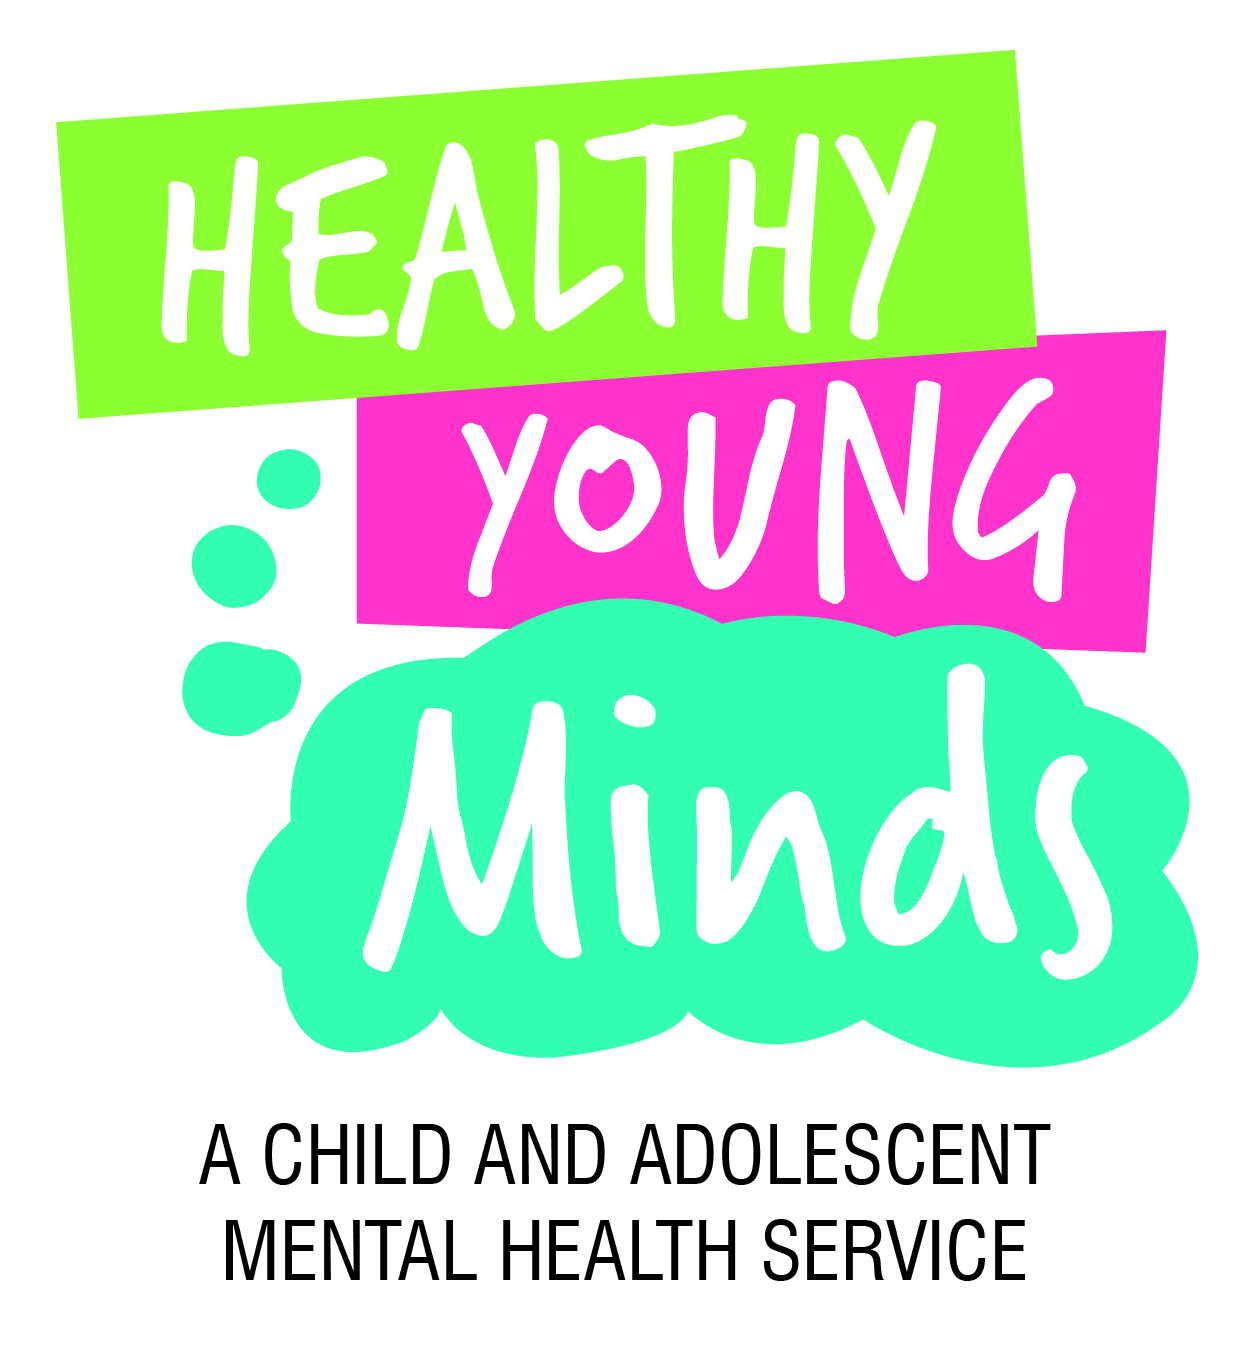 HEALTHY
YOUNG
Minds
A CHILD AND ADOLESCENT
MENTAL HEALTH SERVICE